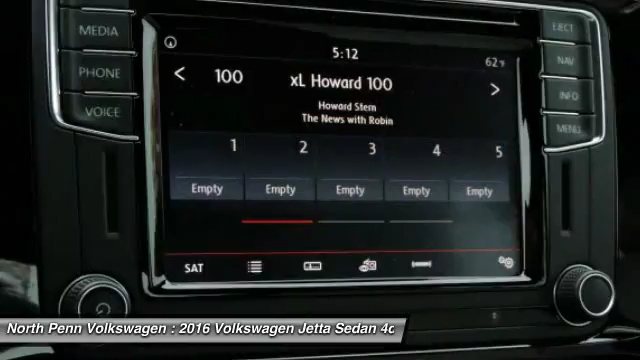 MEDIA
PHONE
VOICE
EJECT
NAV
INFO
MENU
5:12
62°F
100 xL Howard 100
Howard Stern
The News with Robin
1 2 3 4 5
Empty Empty Empty Empty Empty
SAT
North Penn Volkswagen : 2016 Volkswagen Jetta Sedan 4c